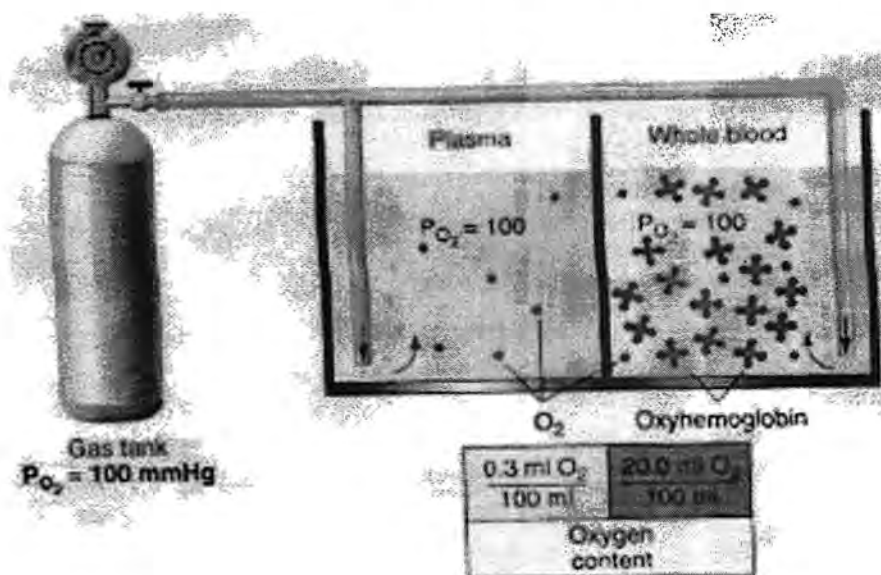 Plasma
Whole blood
PO₂ = 100
PO₂ = 100
O₂
Oxyhemoglobin
Gas tank
PO₂ = 100 mmHg
0.3 ml O₂
100 ml
20.0 ml O₂
100 ml
Oxygen
content